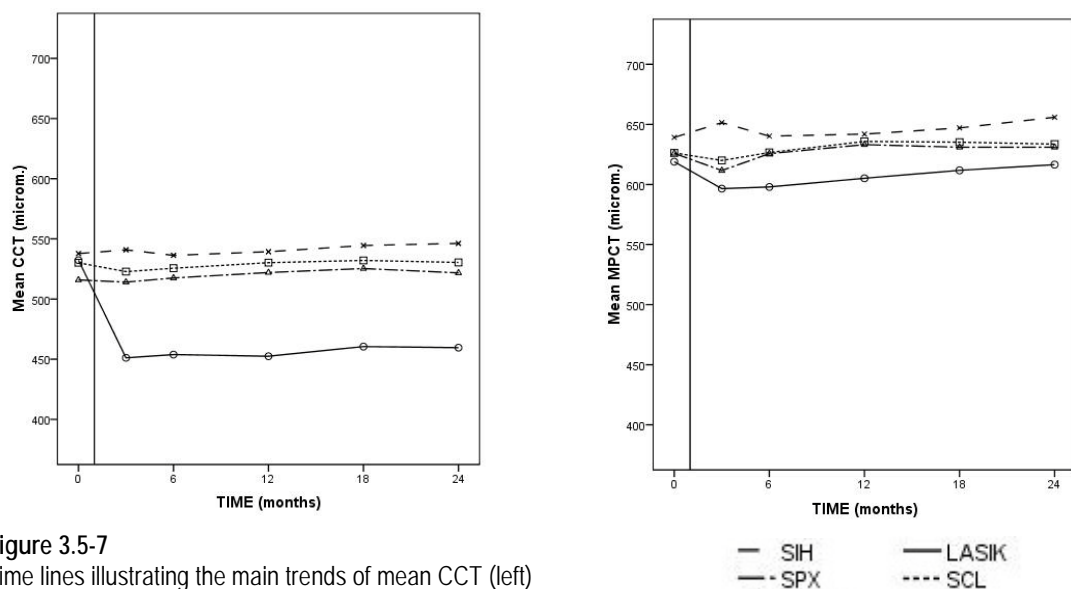 700
650
600
550
500
450
400
Mean CCT (microm.)
0 6 12 18 24
TIME (months)
700
650
600
550
500
450
400
Mean MPCT (microm.)
0 6 12 18 24
TIME (months)
SIH LASIK
SPX SCL
igure 3.5-7
ime lines illustrating the main trends of mean CCT (left)